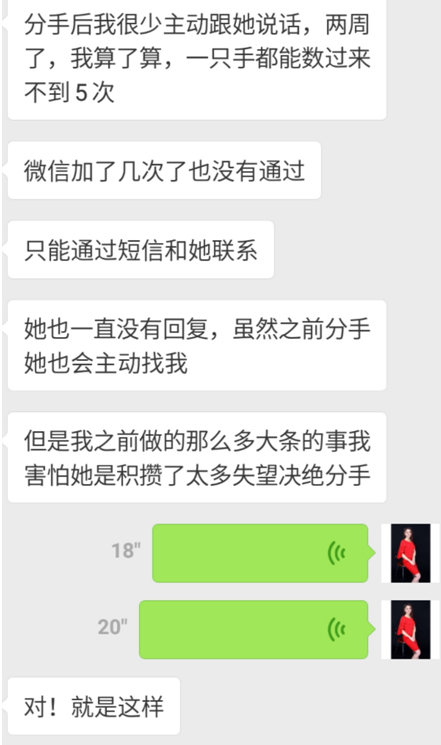 分手后我很少主动跟她说话，两周
了，我算了算，一只手都能数过来
不到5次
微信加了几次了也没有通过
只能通过短信和她联系
她也一直没有回复，虽然之前分手
她也会主动找我
但是我之前做的那么多大条的事我
害怕她是积攒了太多失望决绝分手
18"
20"
对！就是这样